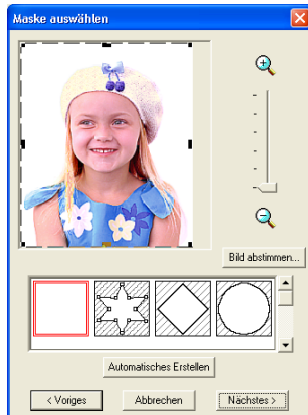 Maske auswählen
Bild abstimmen...
Automatisches Erstellen
< Voriges
Abbrechen
Nächstes >